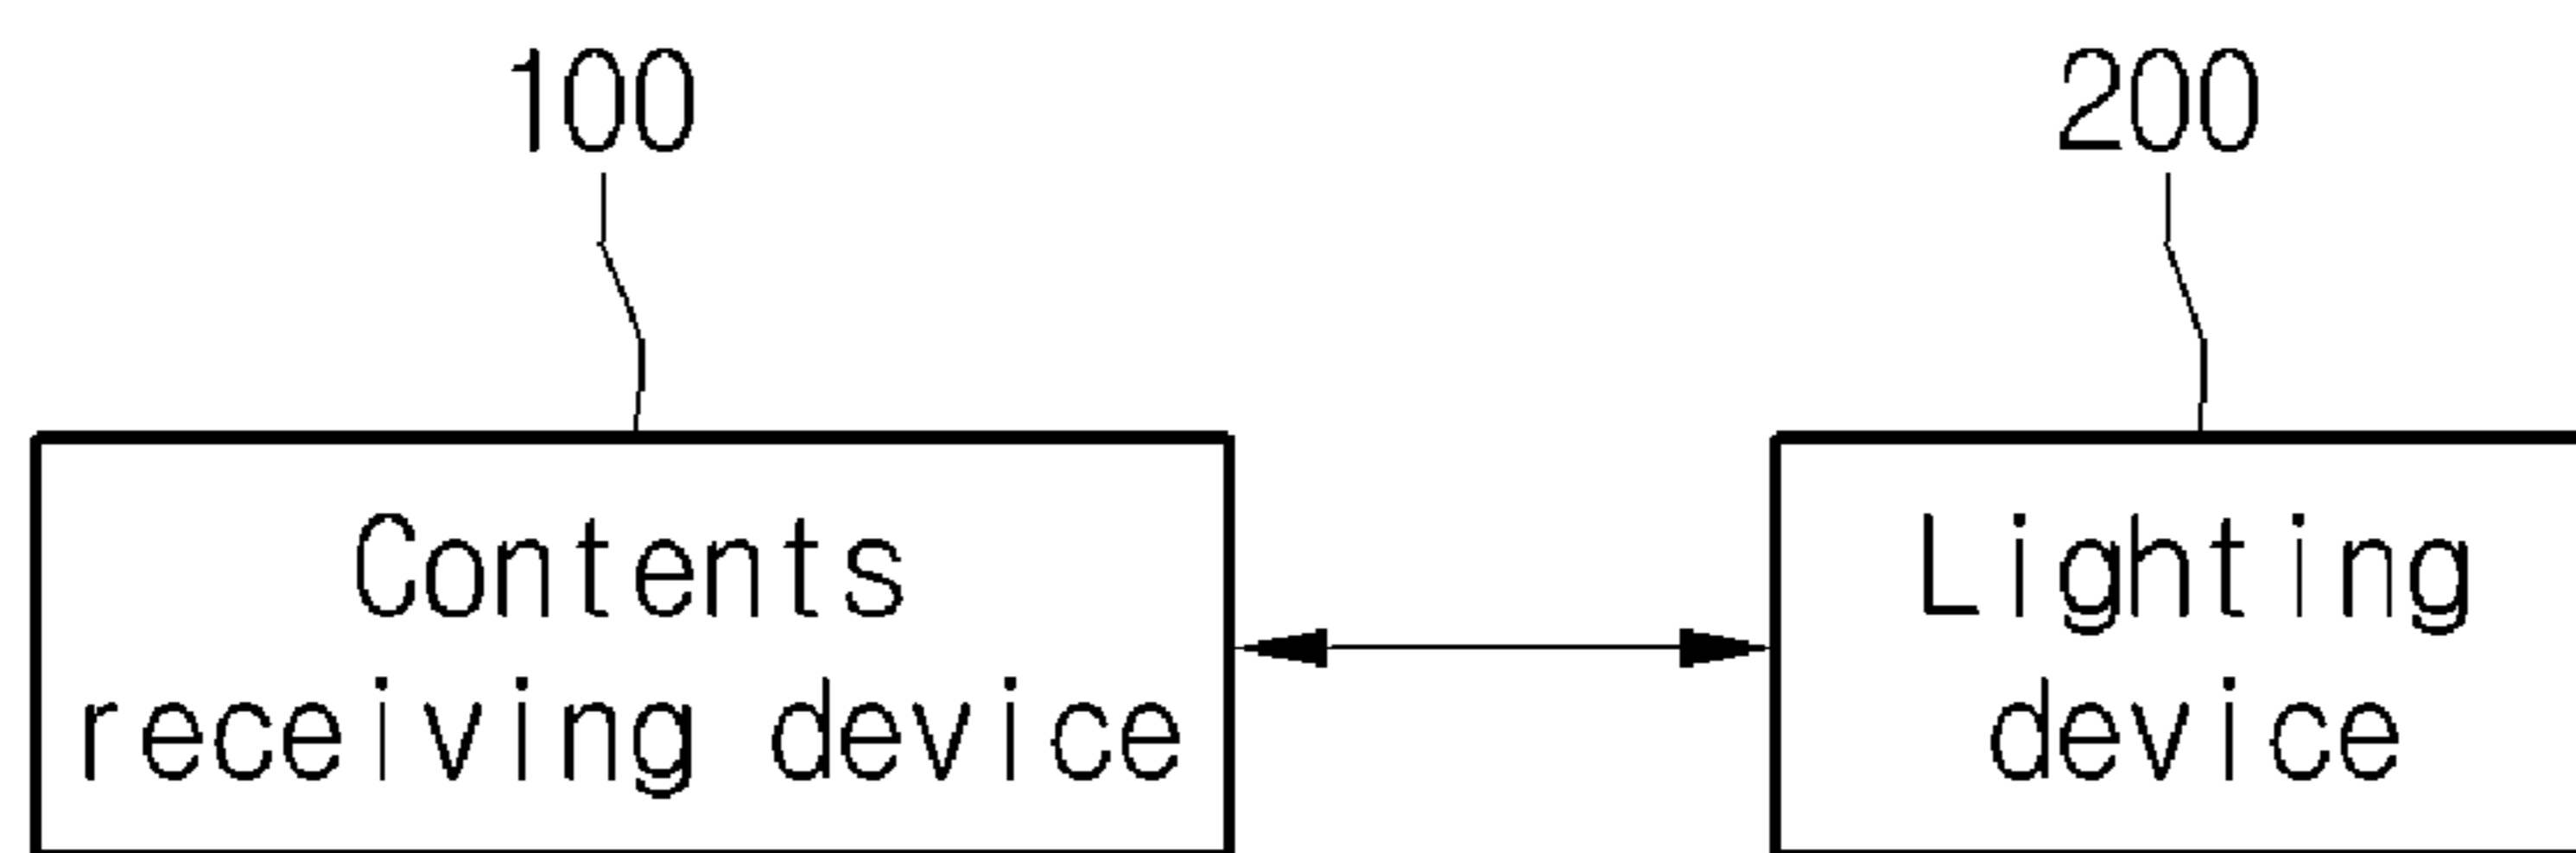 100 200
Contents
receiving device
Lighting
device